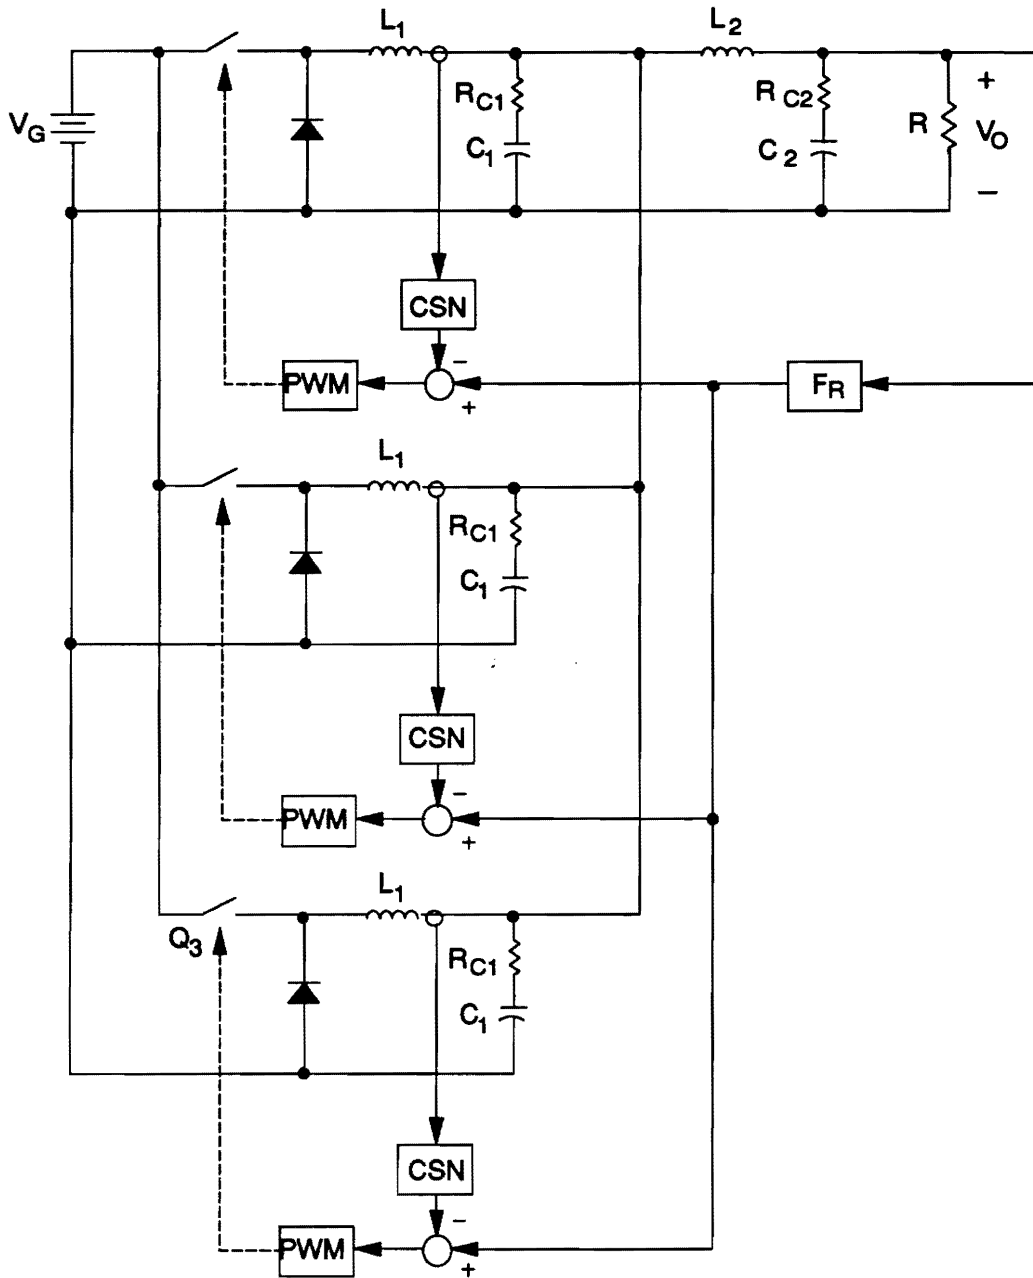 L1
L2
RC1
RC2
VG
C1
C2
R
+
VO
−
CSN
−
PWM
+
FR
L1
RC1
C1
CSN
−
PWM
+
L1
Q3
RC1
C1
CSN
−
PWM
+